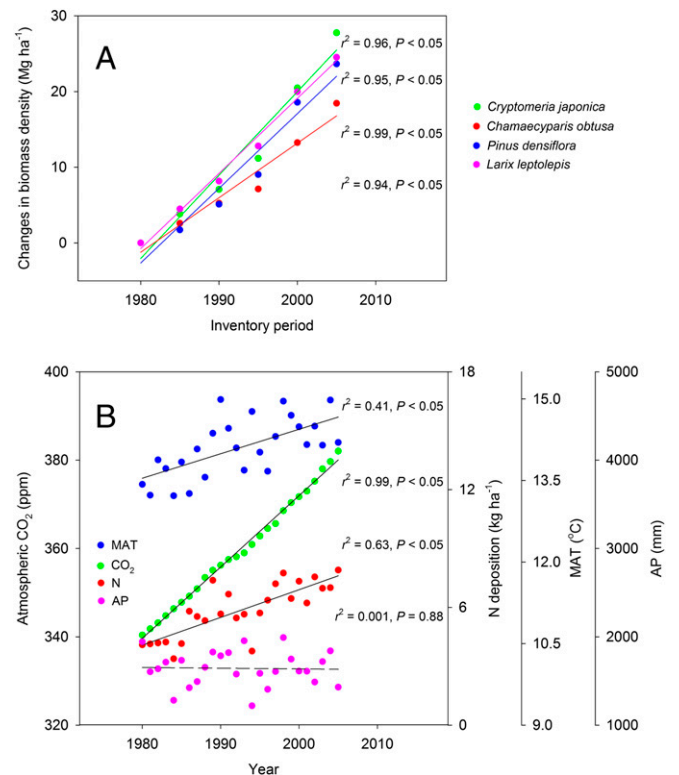 A
Changes in biomass density (Mg ha⁻¹)
30
20
10
0
r² = 0.96, P < 0.05
r² = 0.95, P < 0.05
r² = 0.99, P < 0.05
r² = 0.94, P < 0.05
1980
1990
2000
2010
Inventory period
Cryptomeria japonica
Chamaecyparis obtusa
Pinus densiflora
Larix leptolepis
B
Atmospheric CO₂ (ppm)
400
380
360
340
320
MAT
CO₂
N
AP
r² = 0.41, P < 0.05
r² = 0.99, P < 0.05
r² = 0.63, P < 0.05
r² = 0.001, P = 0.88
1980
1990
2000
2010
Year
18
12
6
0
N deposition (kg ha⁻¹)
15.0
13.5
12.0
10.5
9.0
MAT (°C)
5000
4000
3000
2000
1000
AP (mm)